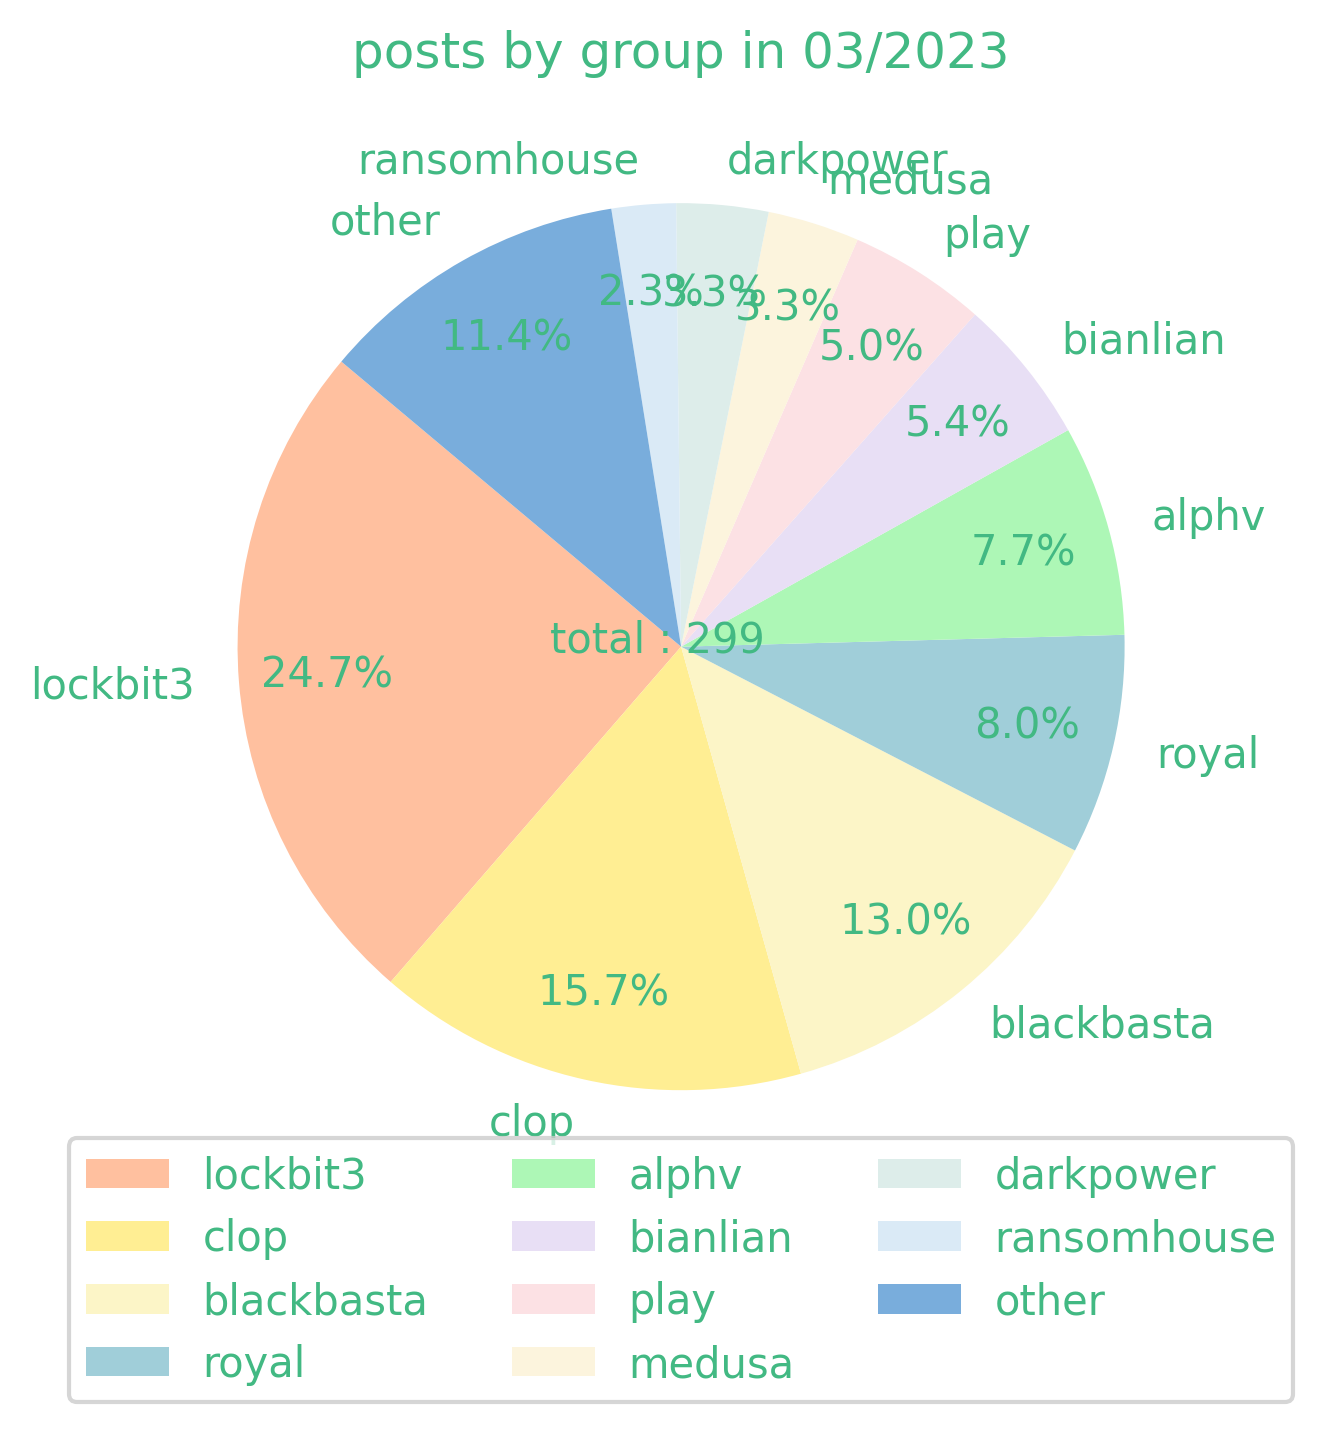 posts by group in 03/2023
ransomhouse
darkpower
medusa
other
play
bianlian
alphv
royal
blackbasta
clop
lockbit3
2.3%
3.3%
3.3%
5.0%
11.4%
5.4%
7.7%
total : 299
24.7%
8.0%
13.0%
15.7%
lockbit3
clop
blackbasta
royal
alphv
bianlian
play
medusa
darkpower
ransomhouse
other